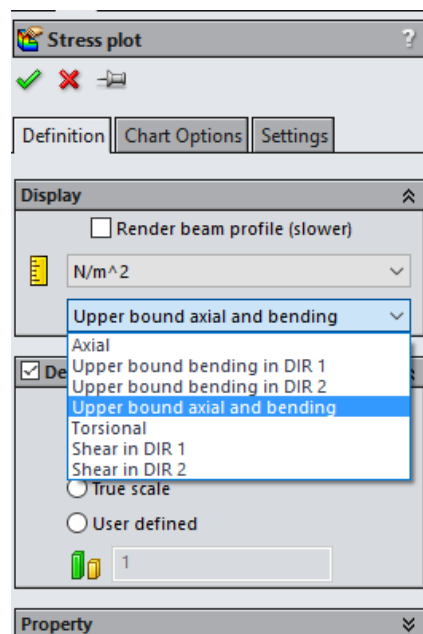 Stress plot
?
Definition Chart Options Settings
Display
Render beam profile (slower)
N/m^2
Upper bound axial and bending
Axial
Upper bound bending in DIR 1
De
Upper bound bending in DIR 2
Upper bound axial and bending
Torsional
Shear in DIR 1
Shear in DIR 2
True scale
User defined
1
Property